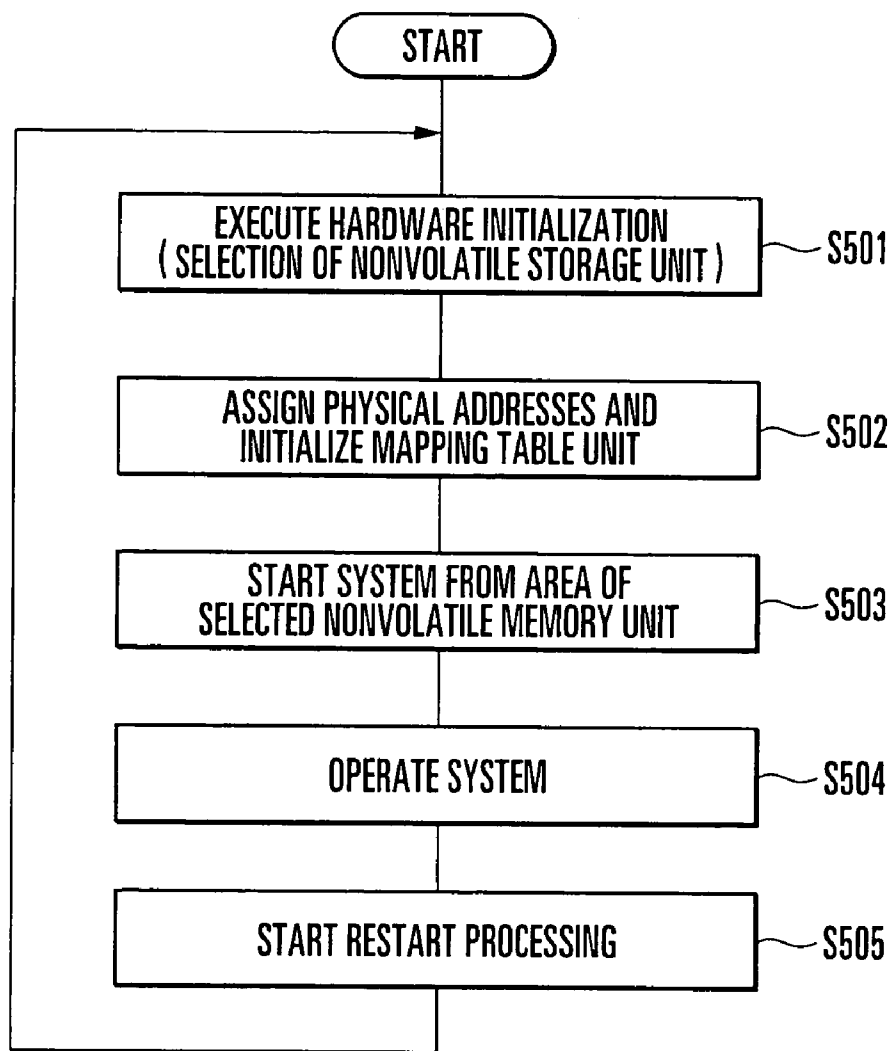 START
EXECUTE HARDWARE INITIALIZATION
( SELECTION OF NONVOLATILE STORAGE UNIT )
S501
ASSIGN PHYSICAL ADDRESSES AND
INITIALIZE MAPPING TABLE UNIT
S502
START SYSTEM FROM AREA OF
SELECTED NONVOLATILE MEMORY UNIT
S503
OPERATE SYSTEM
S504
START RESTART PROCESSING
S505